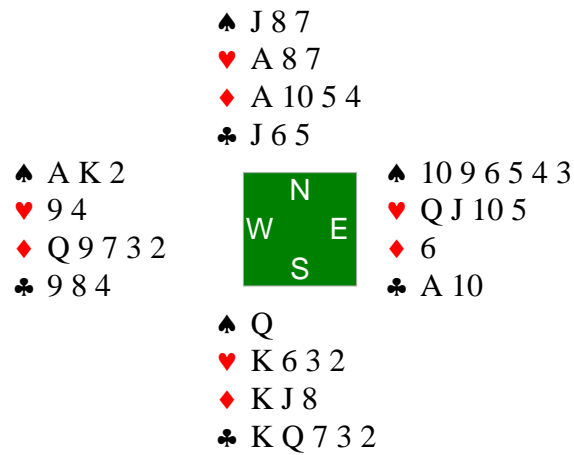 ♠ J 8 7
♥ A 8 7
♦ A 10 5 4
♣ J 6 5
♠ A K 2
♥ 9 4
♦ Q 9 7 3 2
♣ 9 8 4
N
W E
S
♠ 10 9 6 5 4 3
♥ Q J 10 5
♦ 6
♣ A 10
♠ Q
♥ K 6 3 2
♦ K J 8
♣ K Q 7 3 2